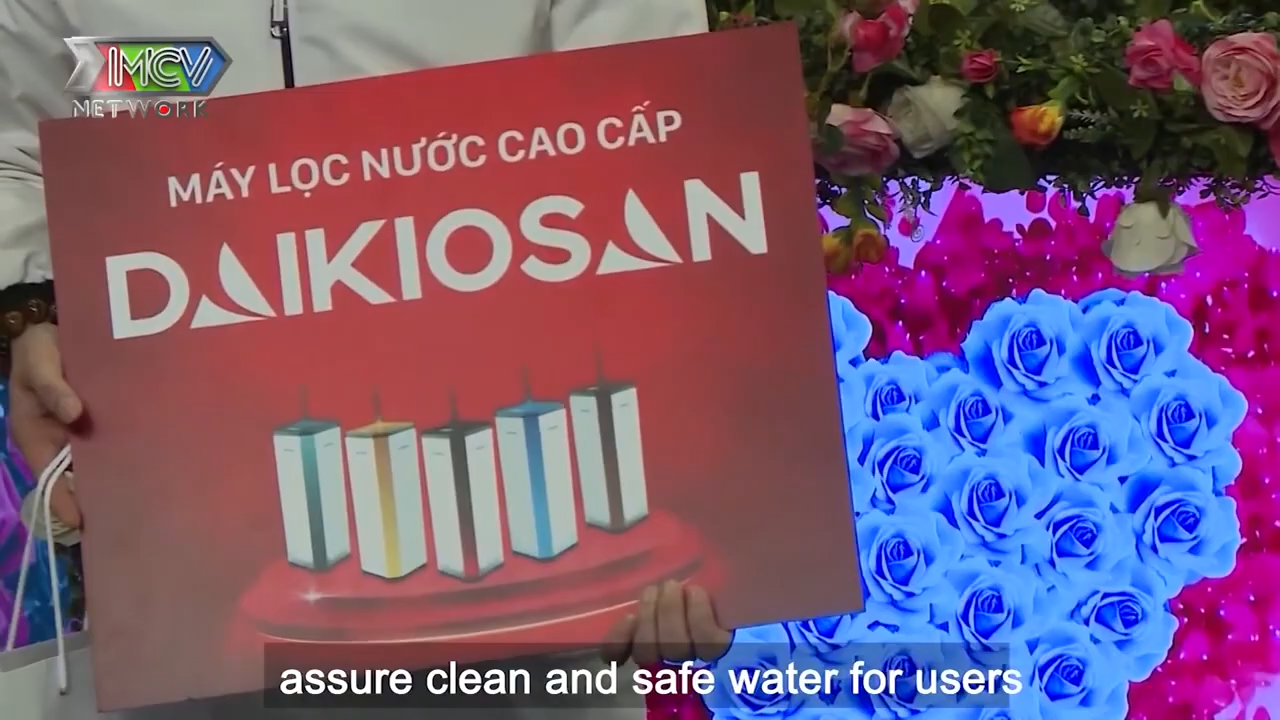 MCV
NETWORK
MÁY LỌC NƯỚC CAO CẤP
DAIKIOSAN
assure clean and safe water for users